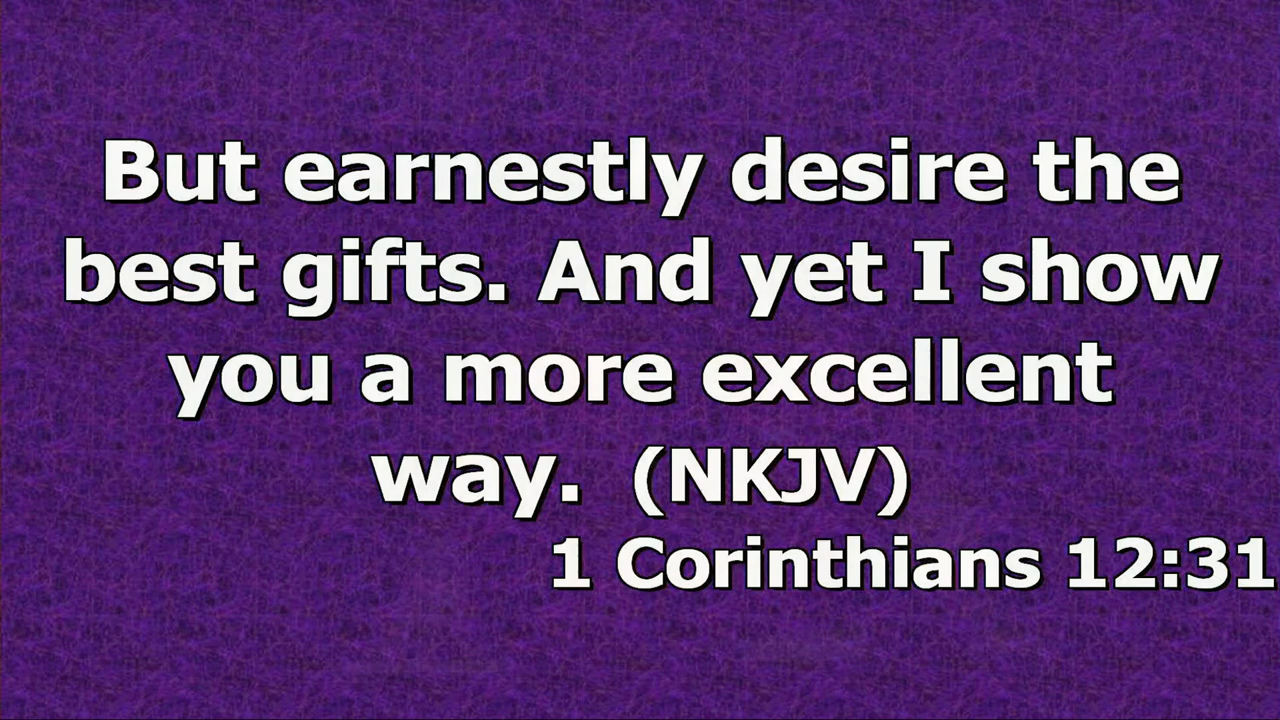 But earnestly desire the
best gifts. And yet I show
you a more excellent
way. (NKJV)
1 Corinthians 12:31